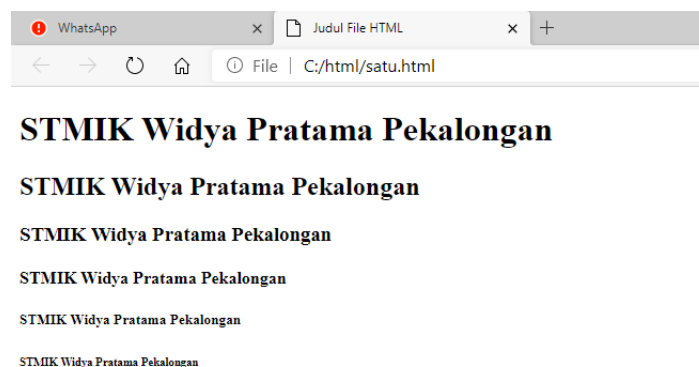 WhatsApp
Judul File HTML
File | C:/html/satu.html
STMIK Widya Pratama Pekalongan
STMIK Widya Pratama Pekalongan
STMIK Widya Pratama Pekalongan
STMIK Widya Pratama Pekalongan
STMIK Widya Pratama Pekalongan
STMIK Widya Pratama Pekalongan